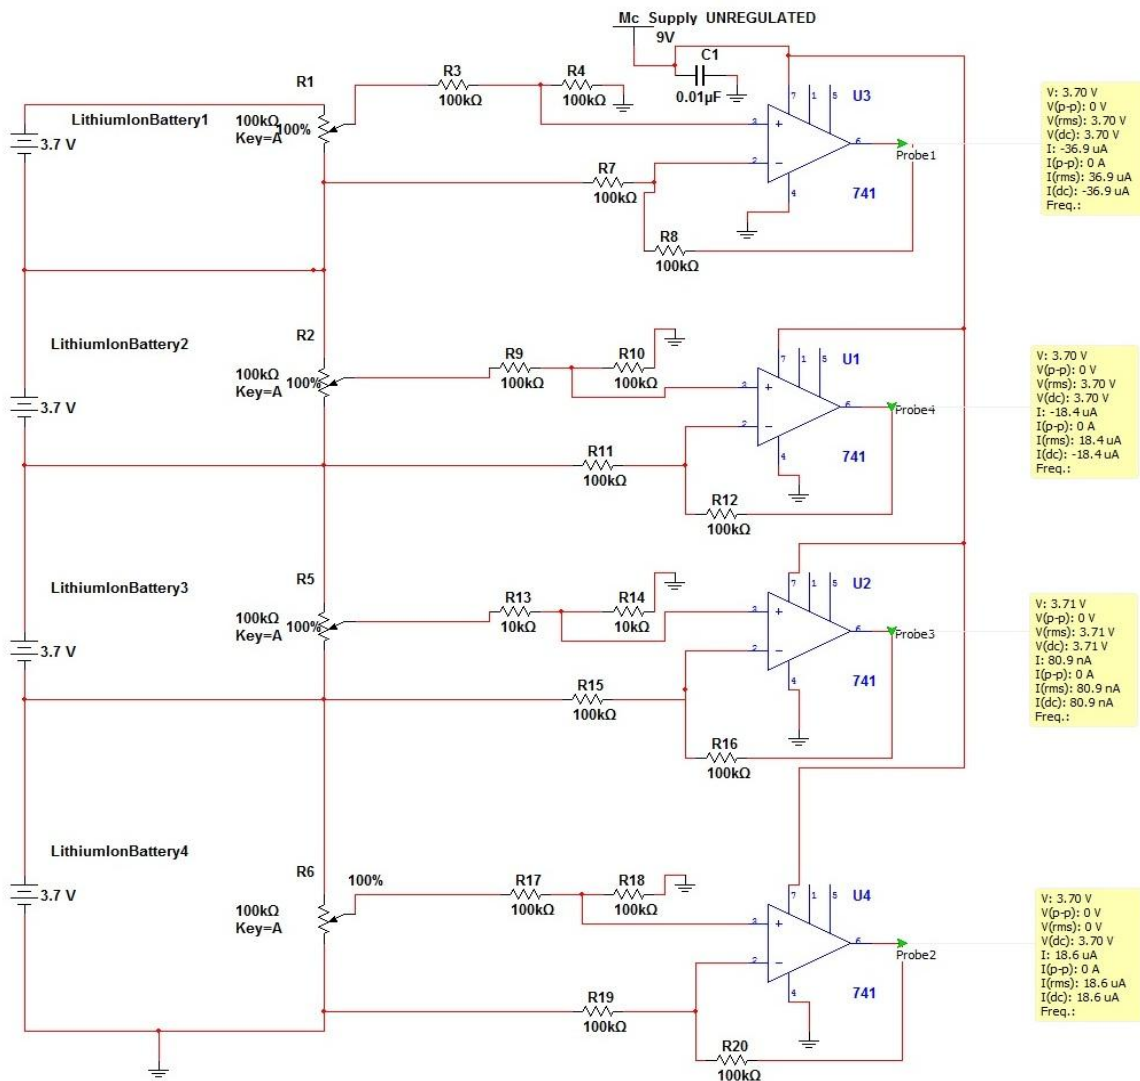 Mc_Supply UNREGULATED
9V
C1
0.01µF
R1
100kΩ
Key=A
100%
LithiumIonBattery1
3.7 V
R3
100kΩ
R4
100kΩ
7
1
5
U3
3
2
6
4
741
Probe1
R7
100kΩ
R8
100kΩ
V: 3.70 V
V(p-p): 0 V
V(rms): 3.70 V
V(dc): 3.70 V
I: -36.9 uA
I(p-p): 0 A
I(rms): 36.9 uA
I(dc): -36.9 uA
Freq.:
LithiumIonBattery2
3.7 V
R2
100kΩ
Key=A
100%
R9
100kΩ
R10
100kΩ
7
1
5
U1
3
2
6
4
741
Probe4
R11
100kΩ
R12
100kΩ
V: 3.70 V
V(p-p): 0 V
V(rms): 3.70 V
V(dc): 3.70 V
I: -18.4 uA
I(p-p): 0 A
I(rms): 18.4 uA
I(dc): -18.4 uA
Freq.:
LithiumIonBattery3
3.7 V
R5
100kΩ
Key=A
100%
R13
10kΩ
R14
10kΩ
7
1
5
U2
3
2
6
4
741
Probe3
R15
100kΩ
R16
100kΩ
V: 3.71 V
V(p-p): 0 V
V(rms): 3.71 V
V(dc): 3.71 V
I: 80.9 nA
I(p-p): 0 A
I(rms): 80.9 nA
I(dc): 80.9 nA
Freq.:
LithiumIonBattery4
3.7 V
R6
100kΩ
Key=A
100%
R17
100kΩ
R18
100kΩ
7
1
5
U4
3
2
6
4
741
Probe2
R19
100kΩ
R20
100kΩ
V: 3.70 V
V(p-p): 0 V
V(rms): 0 V
V(dc): 3.70 V
I: 18.6 uA
I(p-p): 0 A
I(rms): 18.6 uA
I(dc): 18.6 uA
Freq.: